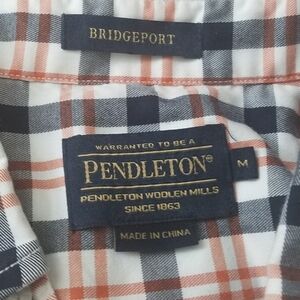 BRIDGEPORT
WARRANTED TO BE A
PENDLETON®
M
PENDLETON WOOLEN MILLS
SINCE 1863
MADE IN CHINA